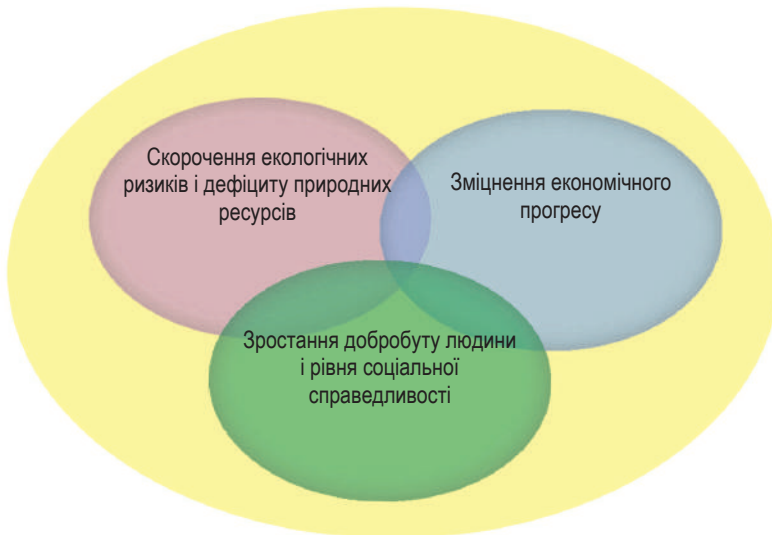 Скорочення екологічних
ризиків і дефіциту природних
ресурсів
Зміцнення економічного
прогресу
Зростання добробуту людини
і рівня соціальної
справедливості